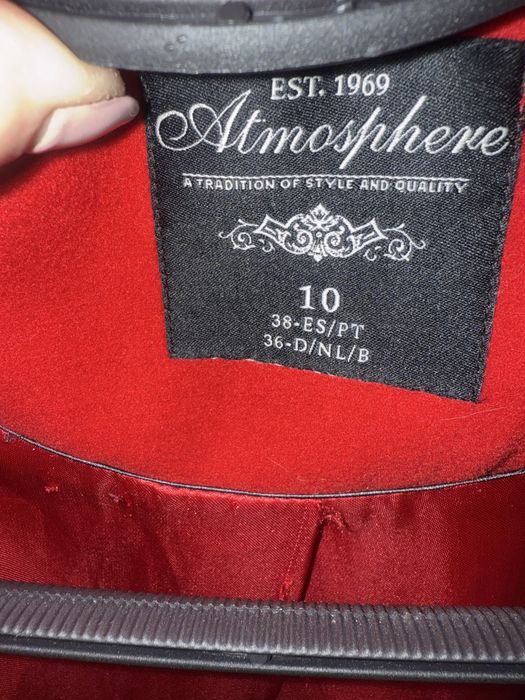 EST. 1969
Atmosphere
A TRADITION OF STYLE AND QUALITY
10
38-ES/PT
36-D/NL/B